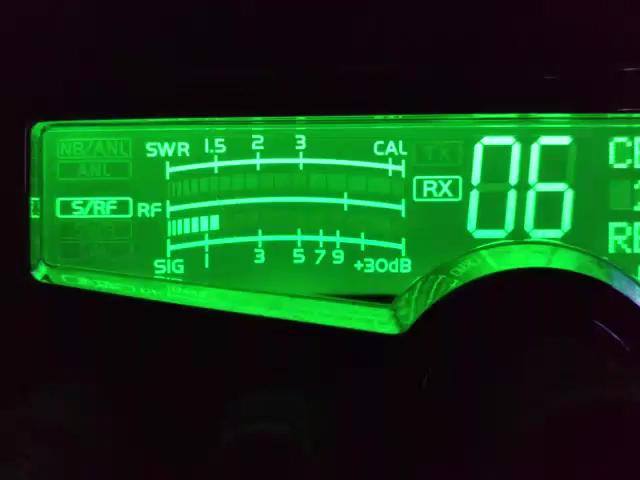 NB/ANL
ANL
S/RF
SWR 1.5 2 3 CAL
RF
SIG 1 3 5 7 9 +30dB
TX
RX
06